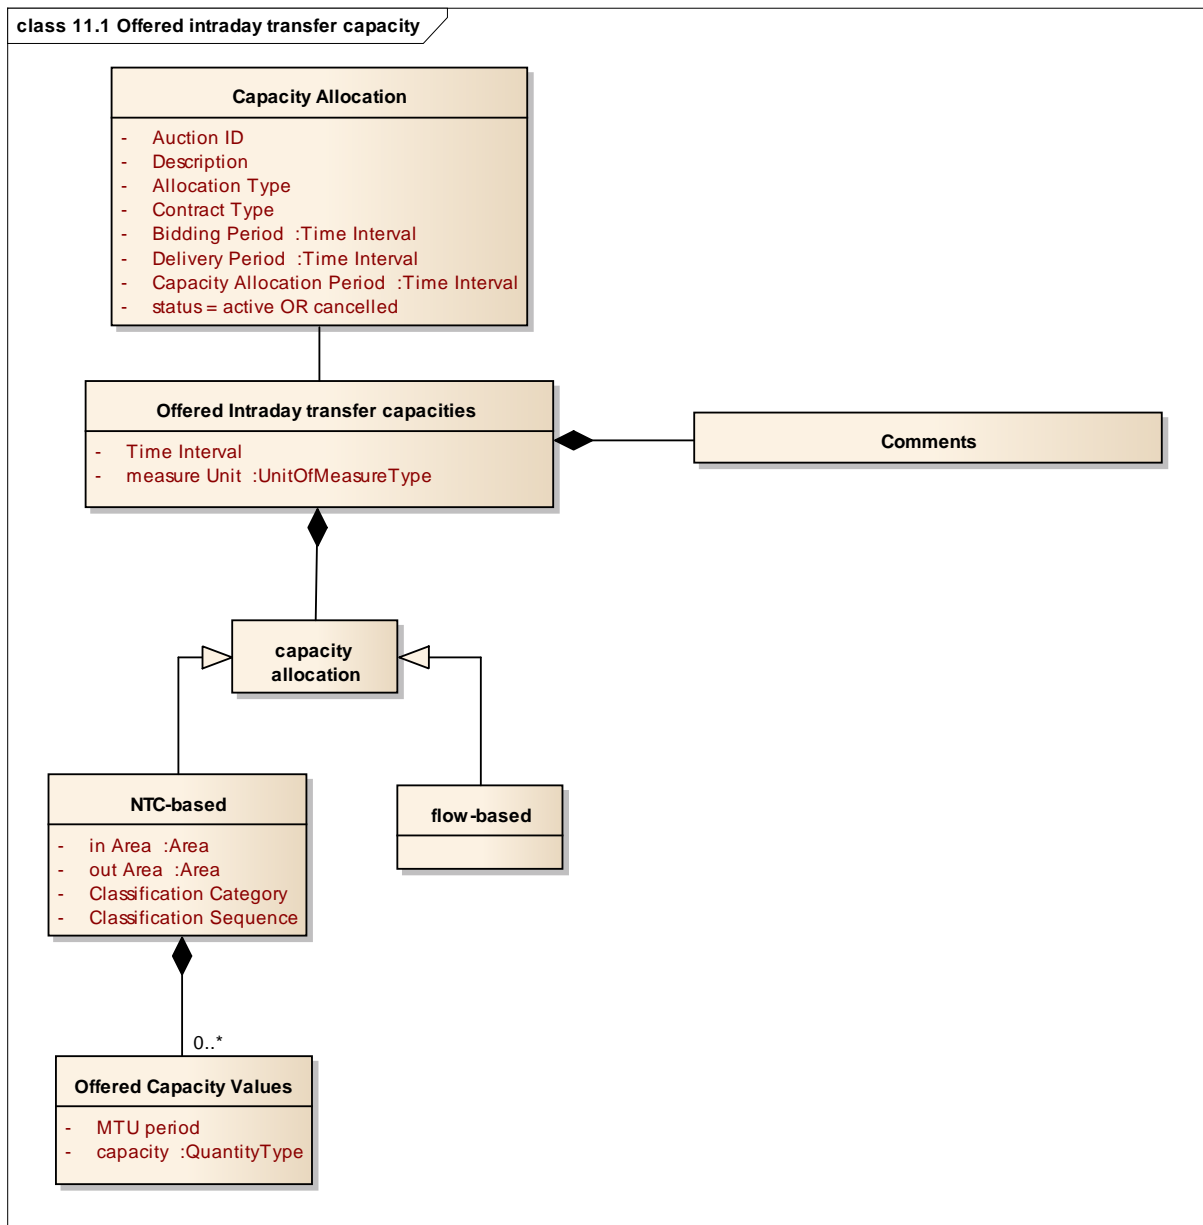 class 11.1 Offered intraday transfer capacity
Capacity Allocation
- Auction ID
- Description
- Allocation Type
- Contract Type
- Bidding Period :Time Interval
- Delivery Period :Time Interval
- Capacity Allocation Period :Time Interval
- status = active OR cancelled
Offered Intraday transfer capacities
- Time Interval
- measure Unit :UnitOfMeasureType
Comments
capacity
allocation
NTC-based
- in Area :Area
- out Area :Area
- Classification Category
- Classification Sequence
flow-based
0..*
Offered Capacity Values
- MTU period
- capacity :QuantityType